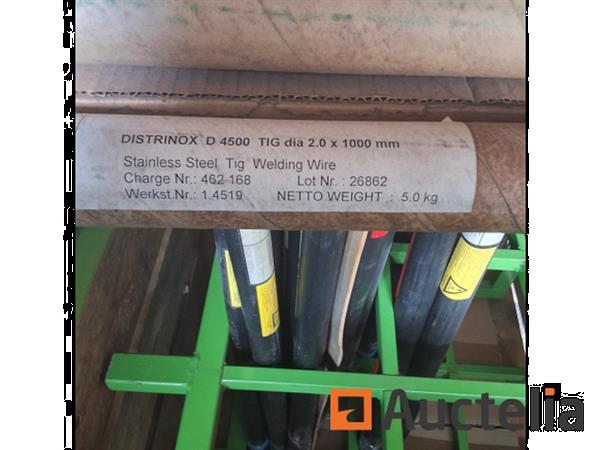 DISTRINOX D 4500 TIG dia 2.0 x 1000 mm
Stainless Steel Tig Welding Wire
Charge Nr.: 462-168 Lot Nr : 26862
Werkst.Nr.: 1.4519 NETTO WEIGHT : 5.0 kg
Auctelia